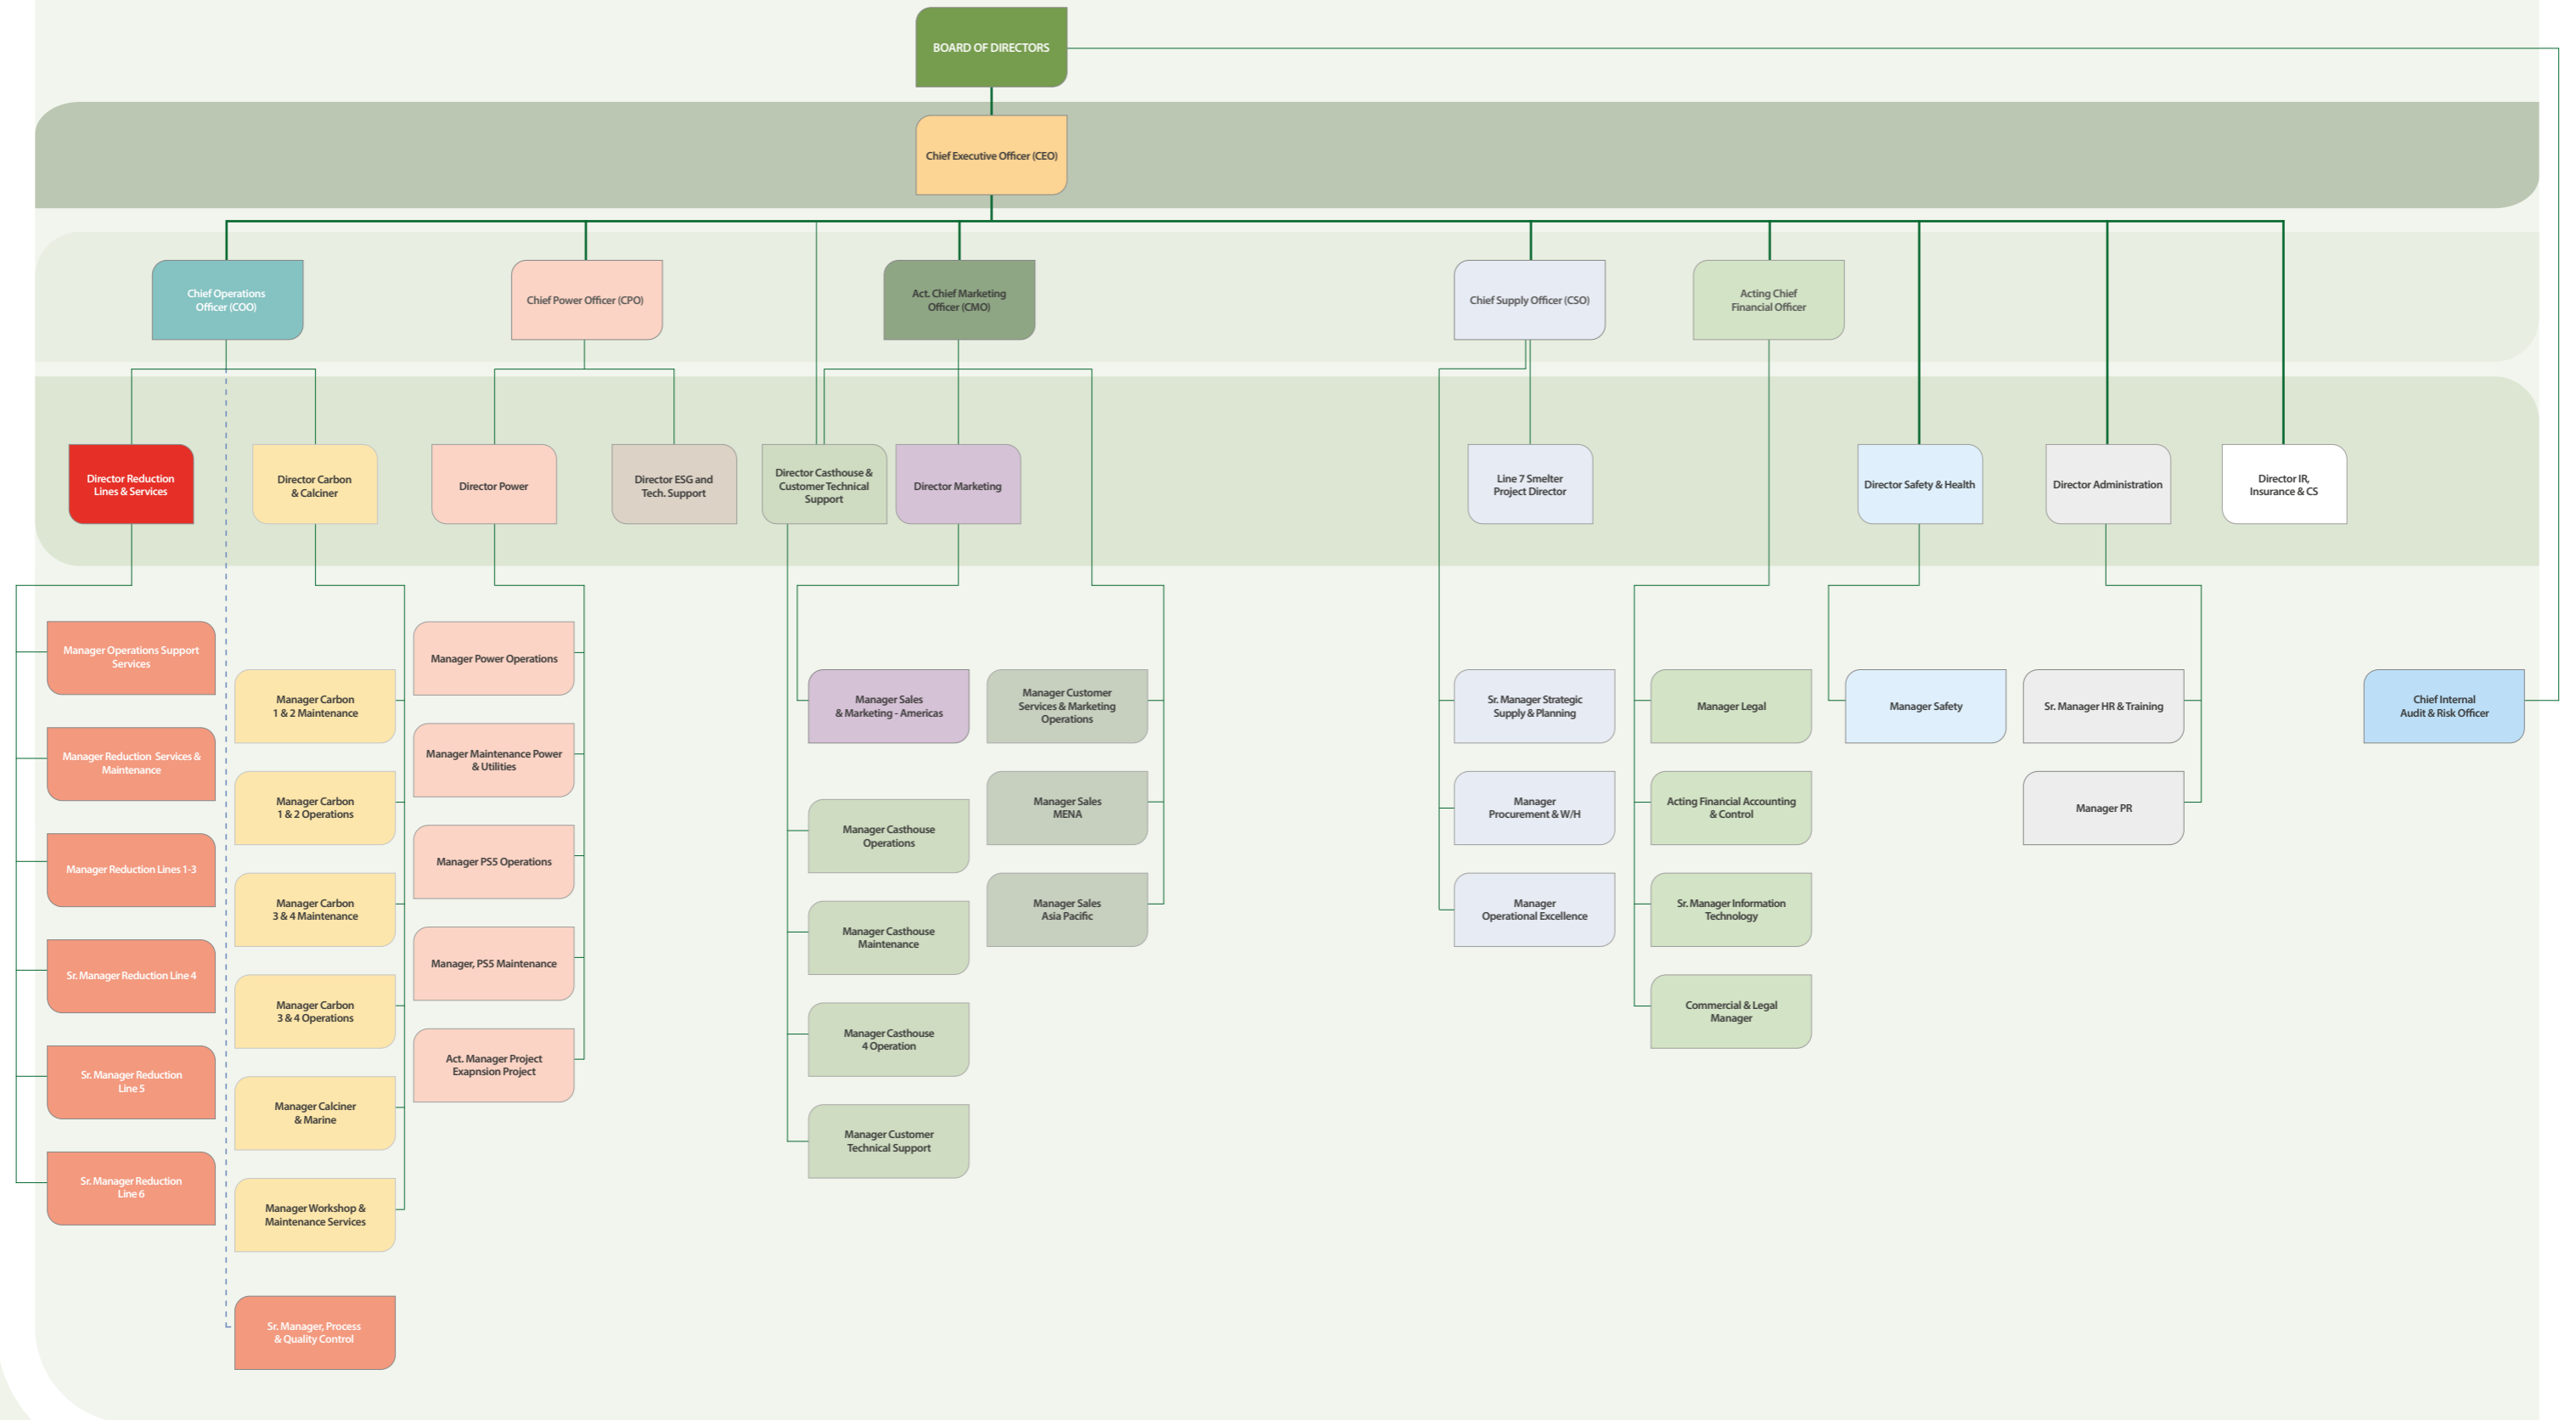 BOARD OF DIRECTORS
Chief Executive Officer (CEO)
Chief Operations
Officer (COO)
Chief Power Officer (CPO)
Act. Chief Marketing
Officer (CMO)
Chief Supply Officer (CSO)
Acting Chief
Financial Officer
Director Reduction
Lines & Services
Director Carbon
& Calciner
Director Power
Director ESG and
Tech. Support
Director Casthouse &
Customer Technical
Support
Director Marketing
Line 7 Smelter
Project Director
Director Safety & Health
Director Administration
Director IR,
Insurance & CS
Manager Operations Support
Services
Manager Reduction Services &
Maintenance
Manager Reduction Lines 1-3
Sr. Manager Reduction Line 4
Sr. Manager Reduction
Line 5
Sr. Manager Reduction
Line 6
Manager Carbon
1 & 2 Maintenance
Manager Carbon
1 & 2 Operations
Manager Carbon
3 & 4 Maintenance
Manager Carbon
3 & 4 Operations
Manager Calciner
& Marine
Manager Workshop &
Maintenance Services
Sr. Manager, Process
& Quality Control
Manager Power Operations
Manager Maintenance Power
& Utilities
Manager PS5 Operations
Manager, PS5 Maintenance
Act. Manager Project
Exapnsion Project
Manager Sales
& Marketing - Americas
Manager Casthouse
Operations
Manager Casthouse
Maintenance
Manager Casthouse
4 Operation
Manager Customer
Technical Support
Manager Customer
Services & Marketing
Operations
Manager Sales
MENA
Manager Sales
Asia Pacific
Sr. Manager Strategic
Supply & Planning
Manager
Procurement & W/H
Manager
Operational Excellence
Manager Legal
Acting Financial Accounting
& Control
Sr. Manager Information
Technology
Commercial & Legal
Manager
Manager Safety
Sr. Manager HR & Training
Manager PR
Chief Internal
Audit & Risk Officer